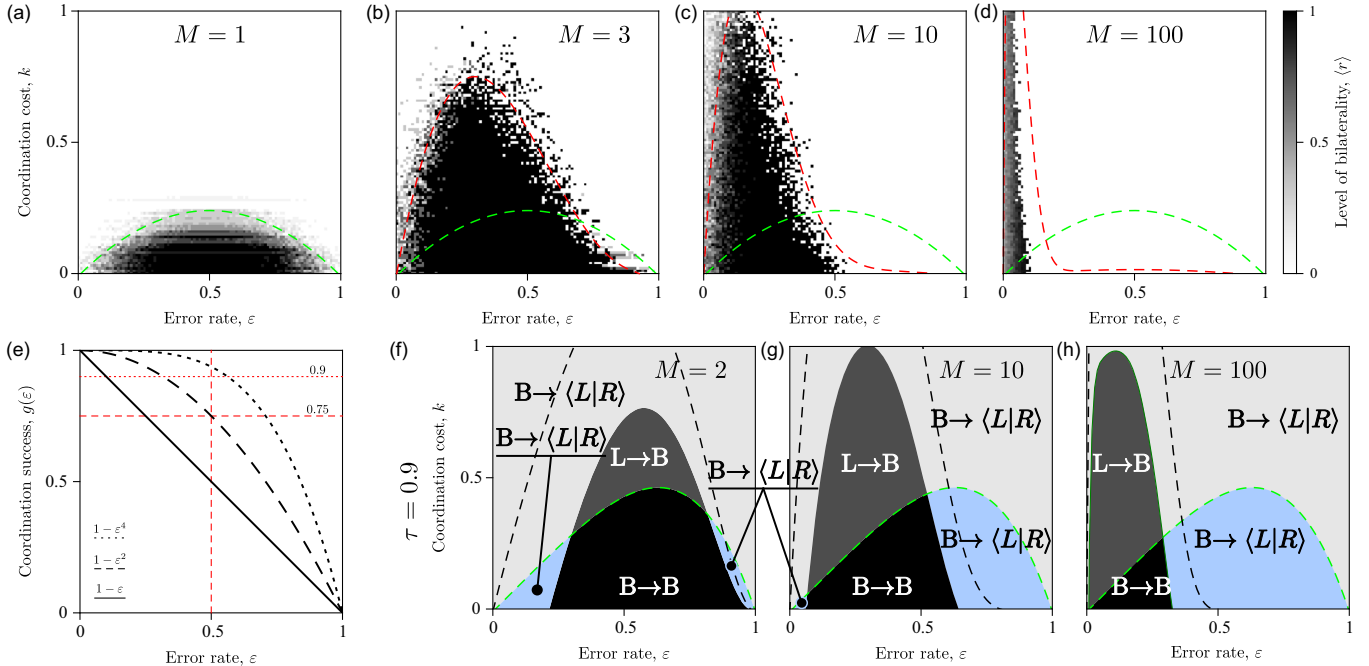 (a)
M = 1
Coordination cost, k
1
0.5
0
0
0.5
1
Error rate, ε
(b)
M = 3
0
0.5
1
Error rate, ε
(c)
M = 10
0
0.5
1
Error rate, ε
(d)
M = 100
0
0.5
1
Error rate, ε
1
0.5
0
Level of bilaterality, ⟨r⟩
(e)
Coordination success, g(ε)
1
0.5
0
0.9
0.75
1 − ε⁴
1 − ε²
1 − ε
0
0.5
1
Error rate, ε
τ = 0.9
(f)
M = 2
Coordination cost, k
1
0.5
0
B→ ⟨L|R⟩
B→ ⟨L|R⟩
L→B
B→B
0
0.5
1
Error rate, ε
B→ ⟨L|R⟩
(g)
M = 10
B→ ⟨L|R⟩
L→B
B→ ⟨L|R⟩
B→B
0
0.5
1
Error rate, ε
(h)
M = 100
B→ ⟨L|R⟩
L→B
B→ ⟨L|R⟩
B→B
0
0.5
1
Error rate, ε